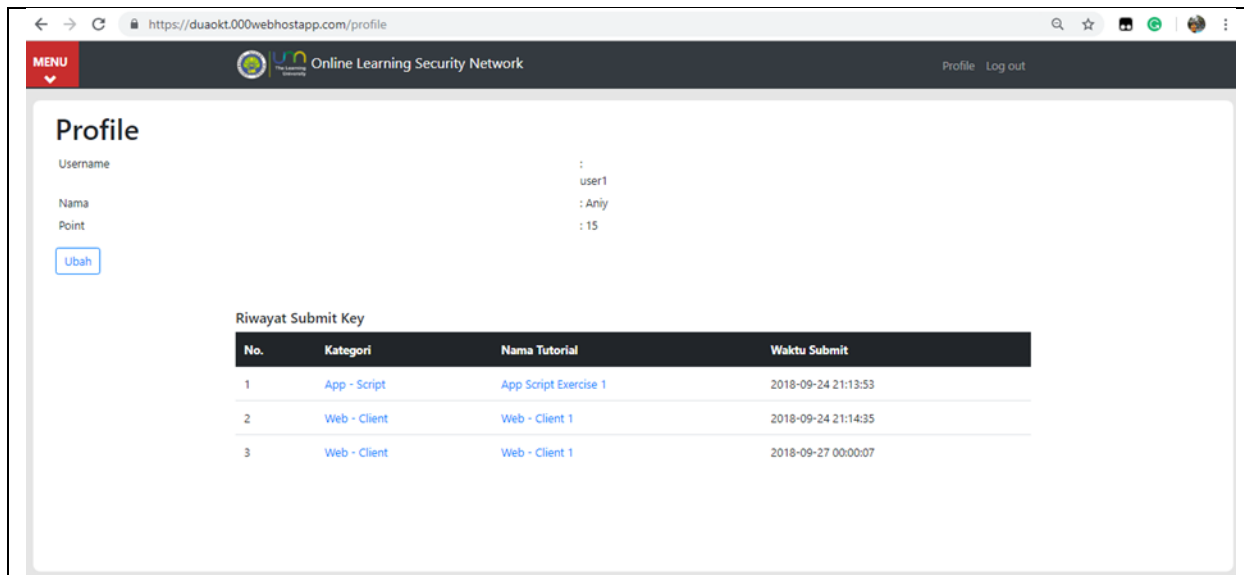 https://duaokt.000webhostapp.com/profile
MENU
The Learning University
Online Learning Security Network
Profile Log out
Profile
Username :
user1
Nama : Aniy
Point : 15
Ubah
Riwayat Submit Key
No. Kategori Nama Tutorial Waktu Submit
1 App - Script App Script Exercise 1 2018-09-24 21:13:53
2 Web - Client Web - Client 1 2018-09-24 21:14:35
3 Web - Client Web - Client 1 2018-09-27 00:00:07